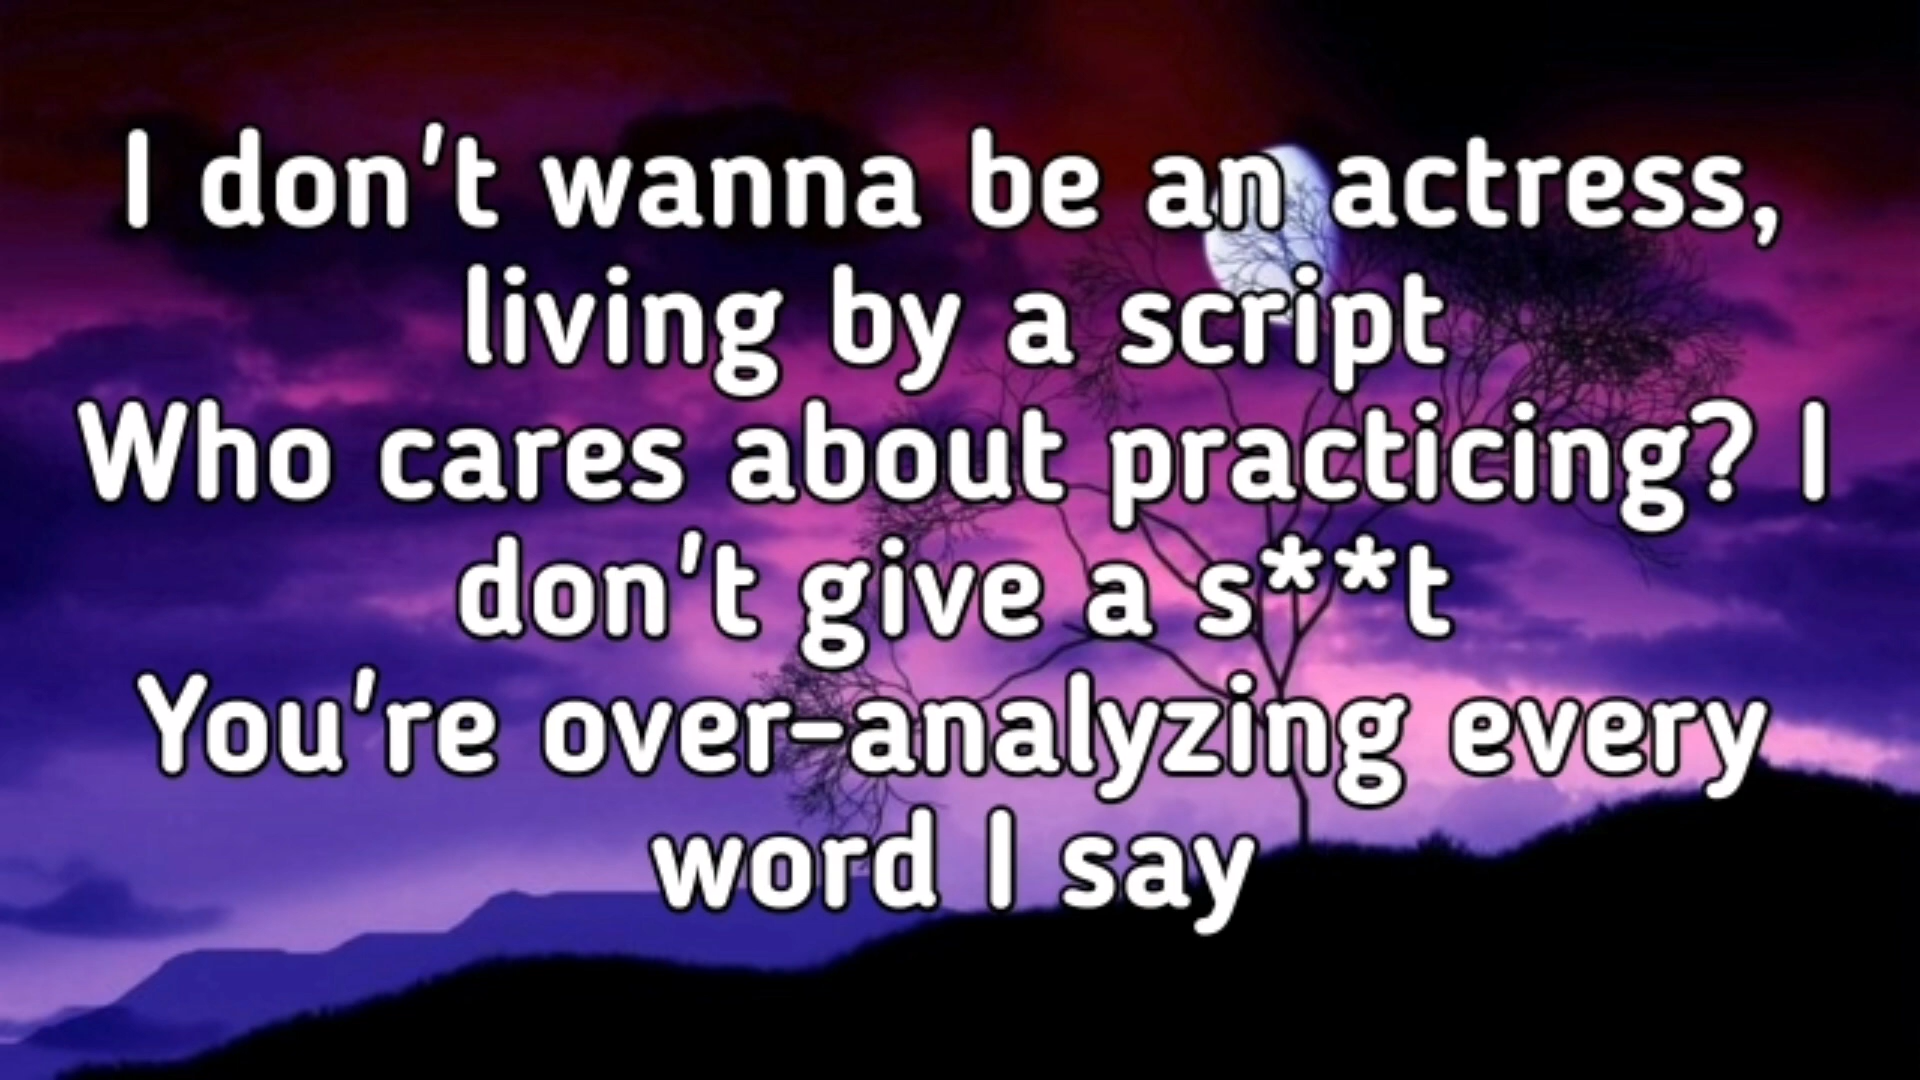 I don't wanna be an actress,
living by a script
Who cares about practicing? I
don't give a s**t
You're over-analyzing every
word I say